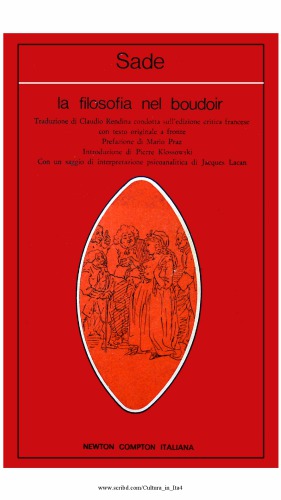 Sade
la filosofia nel boudoir
Traduzione di Claudio Rendina condotta sull'edizione critica francese
con testo originale a fronte
Prefazione di Mario Praz
Introduzione di Pierre Klossowski
Con un saggio di interpretazione psicoanalitica di Jacques Lacan
NEWTON COMPTON ITALIANA
www.scribd.com/Cultura_in_Ita4